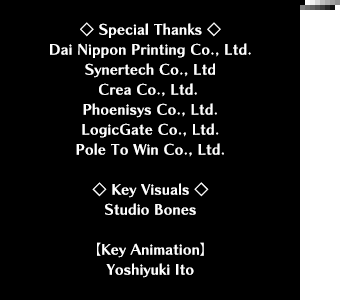 ◇ Special Thanks ◇
Dai Nippon Printing Co., Ltd.
Synertech Co., Ltd
Crea Co., Ltd.
Phoenisys Co., Ltd.
LogicGate Co., Ltd.
Pole To Win Co., Ltd.
◇ Key Visuals ◇
Studio Bones
【Key Animation】
Yoshiyuki Ito